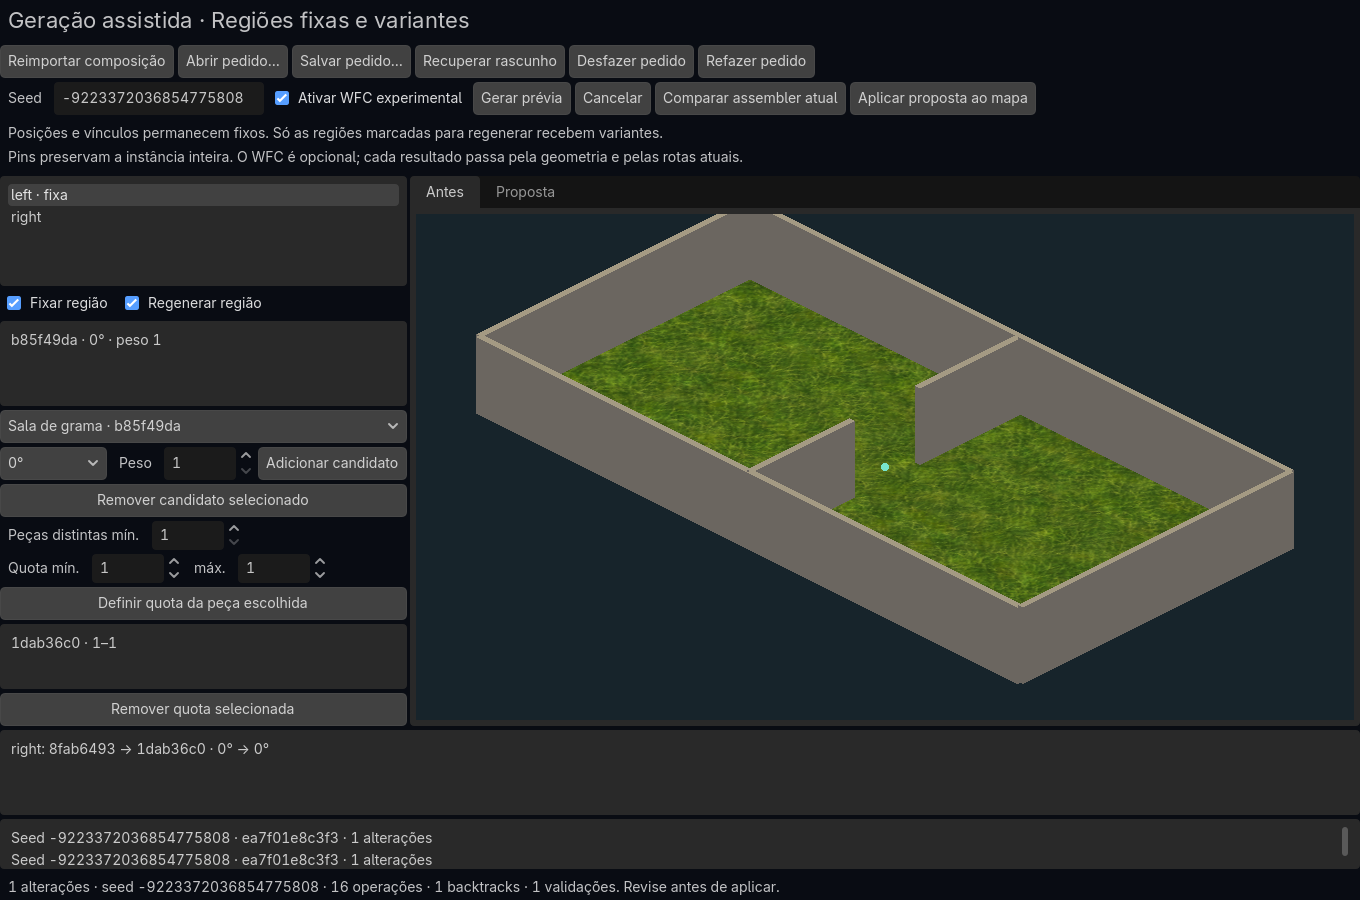 Geração assistida · Regiões fixas e variantes
Reimportar composição Abrir pedido... Salvar pedido... Recuperar rascunho Desfazer pedido Refazer pedido
Seed -9223372036854775808 Ativar WFC experimental Gerar prévia Cancelar Comparar assembler atual Aplicar proposta ao mapa
Posições e vínculos permanecem fixos. Só as regiões marcadas para regenerar recebem variantes.
Pins preservam a instância inteira. O WFC é opcional; cada resultado passa pela geometria e pelas rotas atuais.
left · fixa
right
Fixar região Regenerar região
b85f49da · 0° · peso 1
Sala de grama · b85f49da
0° Peso 1 Adicionar candidato
Remover candidato selecionado
Peças distintas mín. 1
Quota mín. 1 máx. 1
Definir quota da peça escolhida
1dab36c0 · 1–1
Remover quota selecionada
Antes Proposta
right: 8fab6493 → 1dab36c0 · 0° → 0°
Seed -9223372036854775808 · ea7f01e8c3f3 · 1 alterações
Seed -9223372036854775808 · ea7f01e8c3f3 · 1 alterações
1 alterações · seed -9223372036854775808 · 16 operações · 1 backtracks · 1 validações. Revise antes de aplicar.